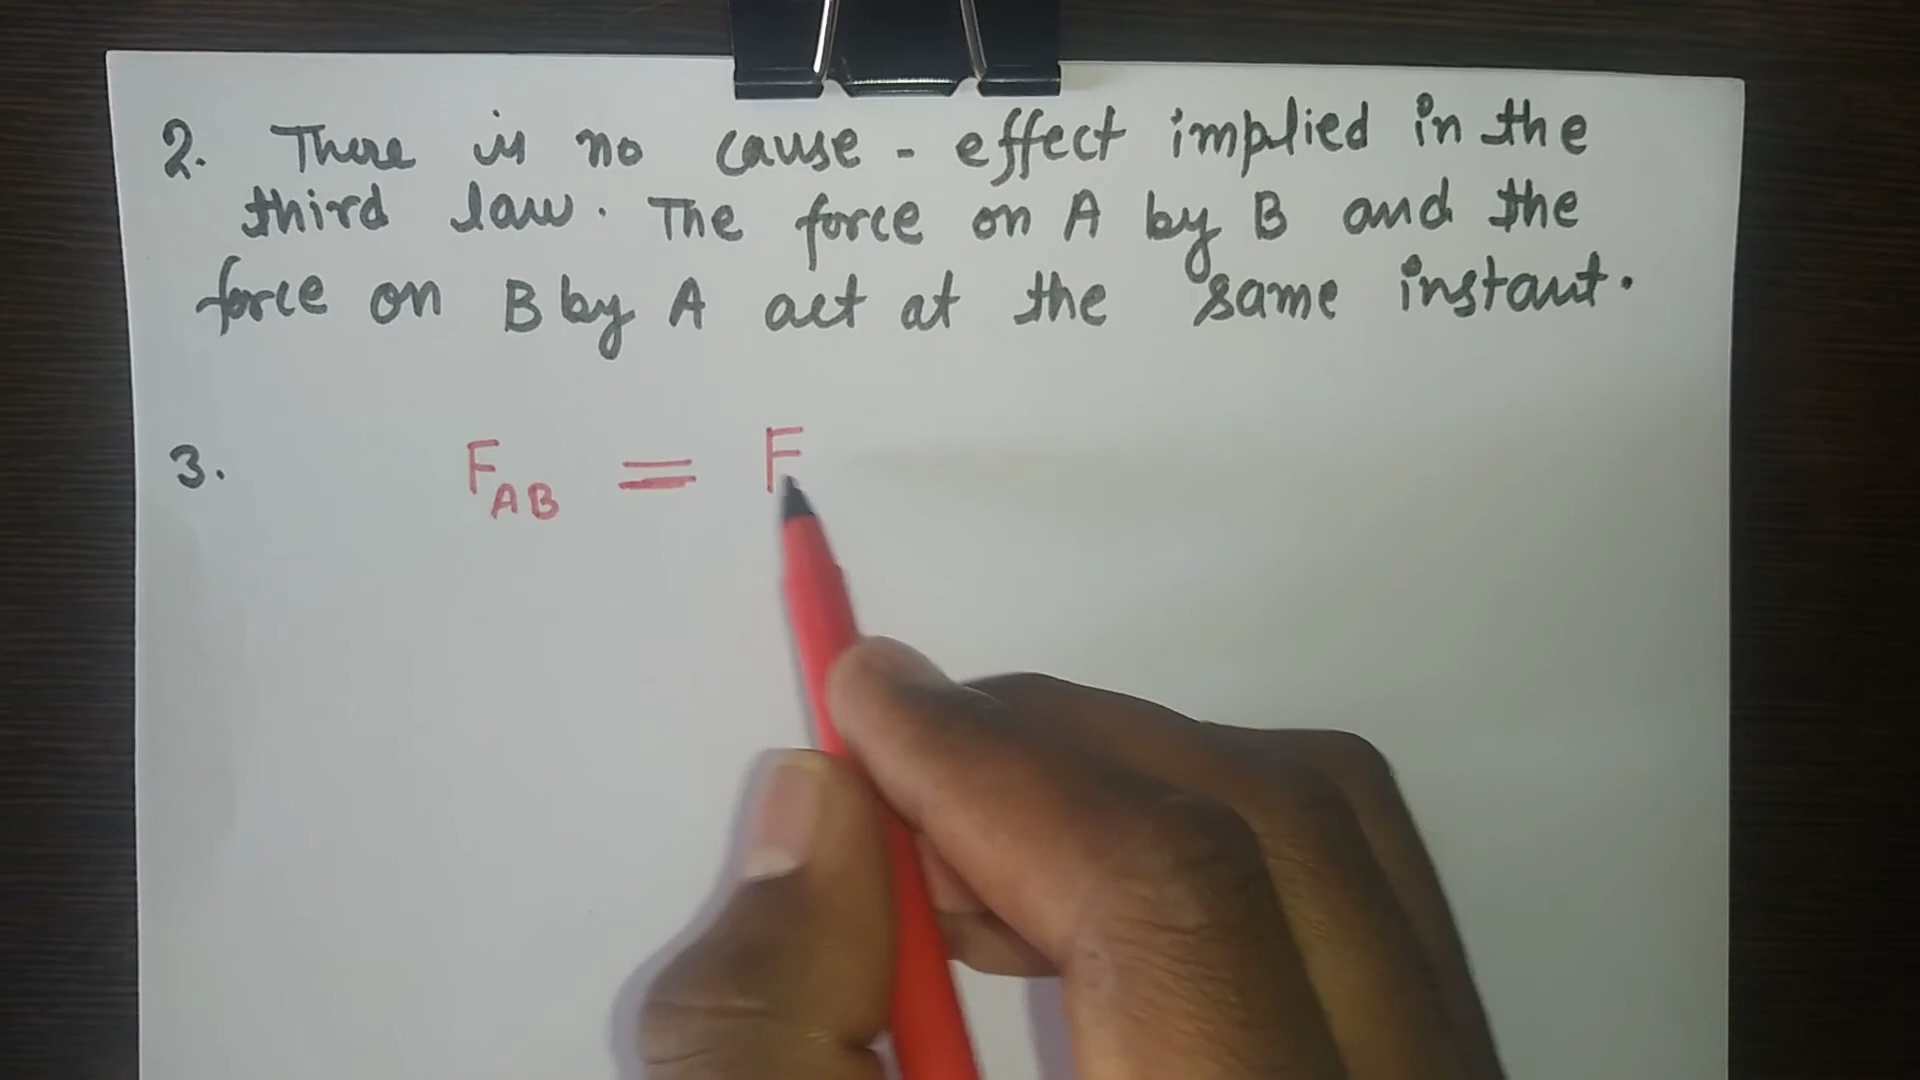 2. There is no cause - effect implied in the
third law. The force on A by B and the
force on B by A act at the same instant.
3. F_AB = F